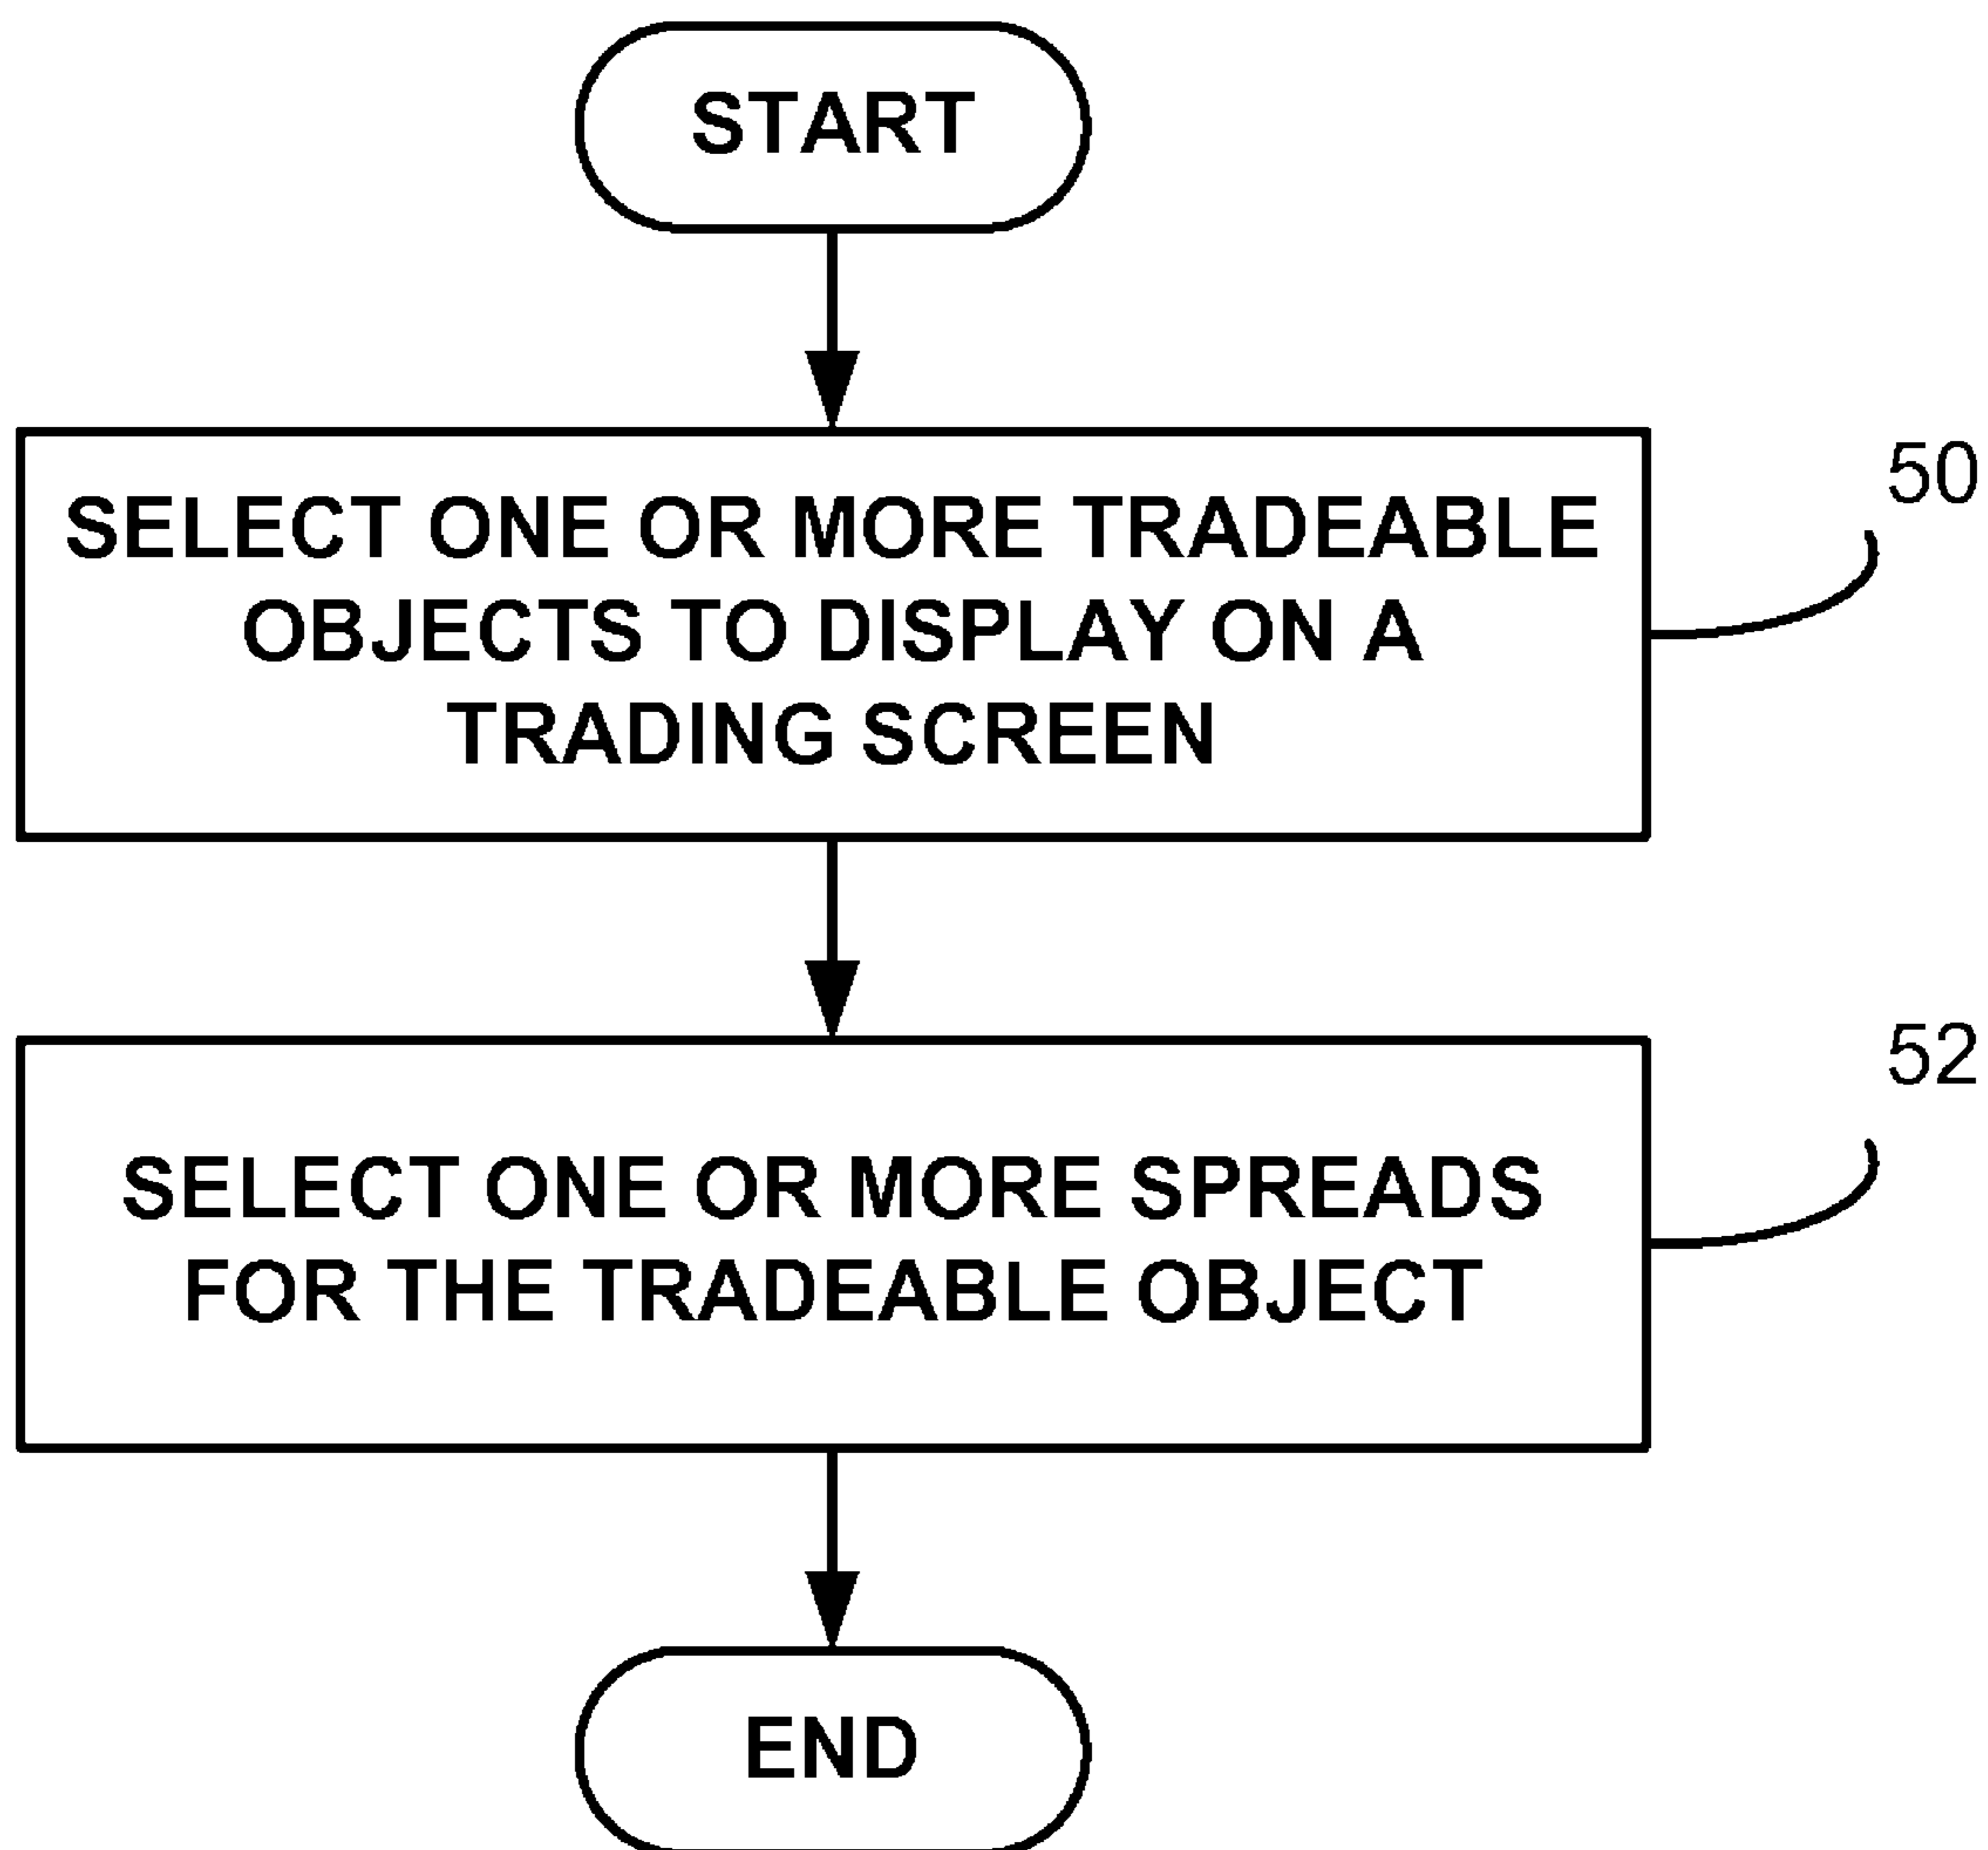 START
50
SELECT ONE OR MORE TRADEABLE
OBJECTS TO DISPLAY ON A
TRADING SCREEN
52
SELECT ONE OR MORE SPREADS
FOR THE TRADEABLE OBJECT
END